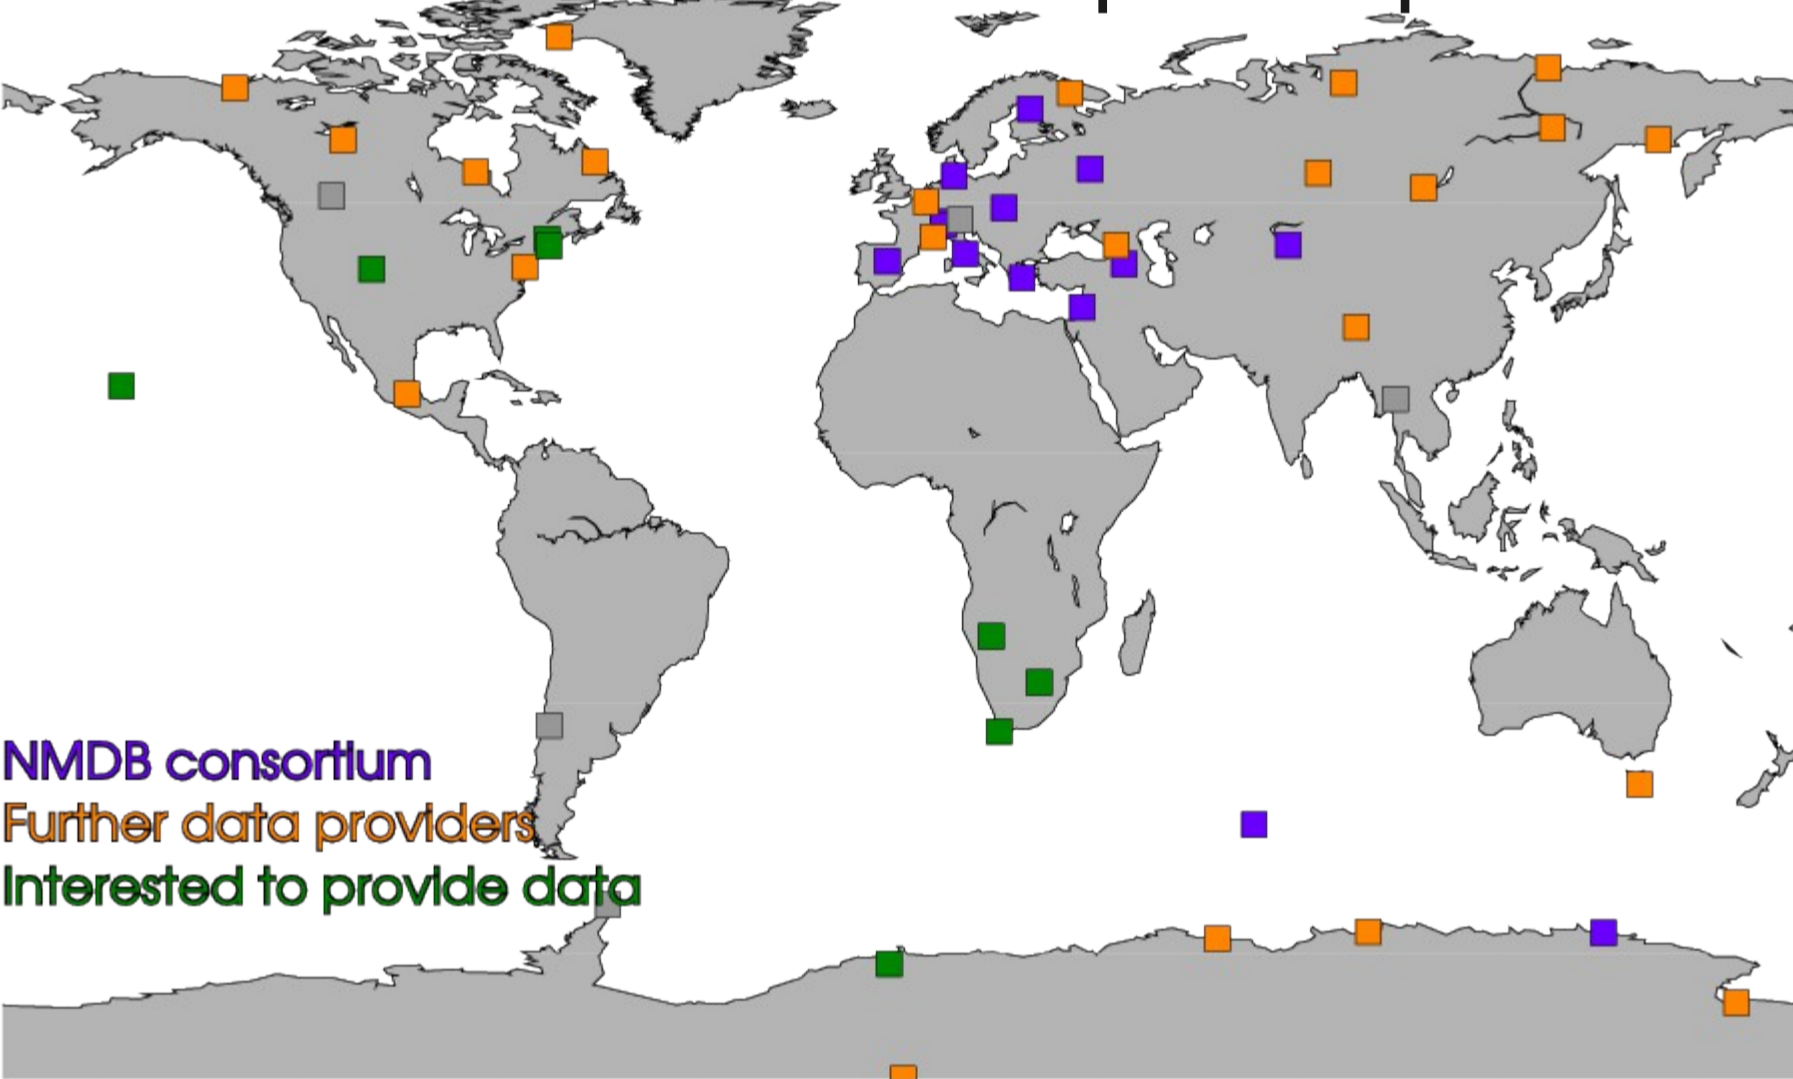 NMDB consortium
Further data providers
Interested to provide data